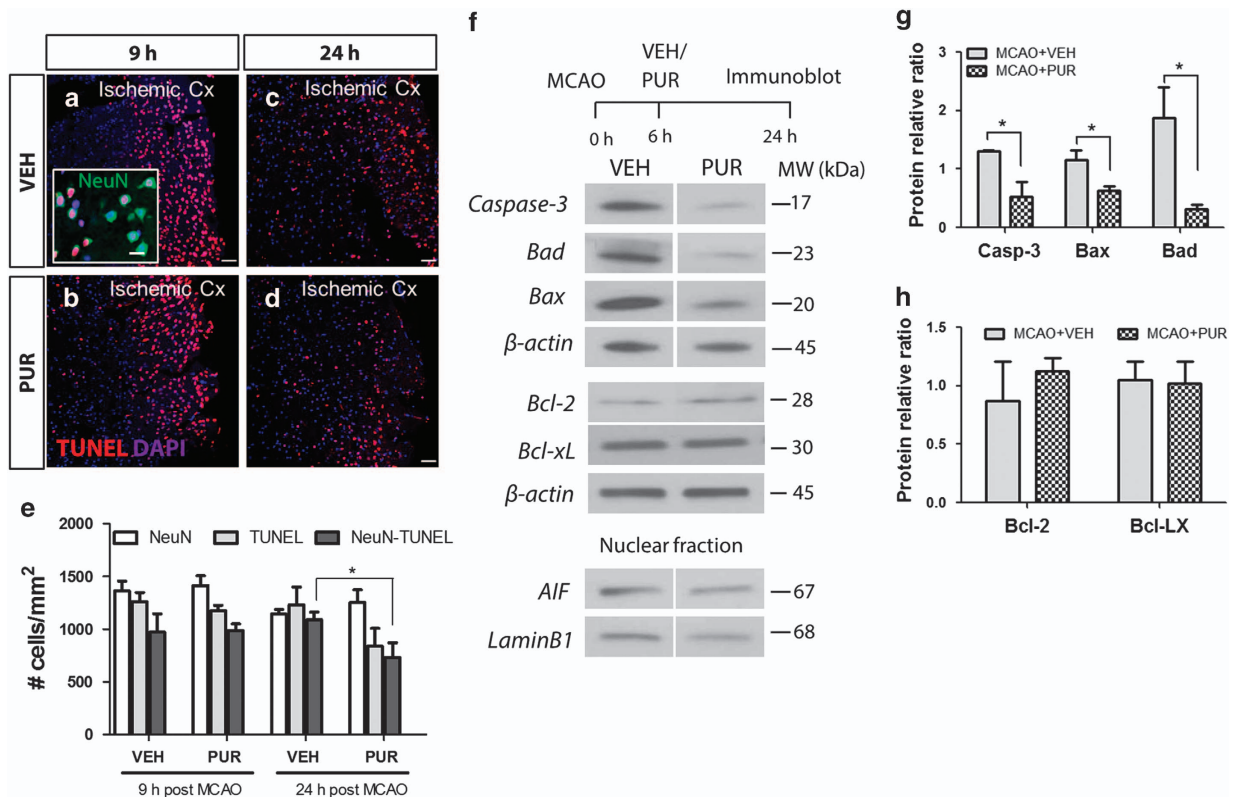 9 h
24 h
VEH
PUR
a
Ischemic Cx
NeuN
c
Ischemic Cx
b
Ischemic Cx
TUNEL DAPI
d
Ischemic Cx
e
2000
1500
1000
500
0
# cells/mm²
NeuN
TUNEL
NeuN-TUNEL
*
VEH
PUR
VEH
PUR
9 h post MCAO
24 h post MCAO
f
VEH/
MCAO
PUR
Immunoblot
0 h
6 h
24 h
VEH
PUR
MW (kDa)
Caspase-3
17
Bad
23
Bax
20
β-actin
45
Bcl-2
28
Bcl-xL
30
β-actin
45
Nuclear fraction
AIF
67
LaminB1
68
g
MCAO+VEH
MCAO+PUR
Protein relative ratio
3
2
1
0
*
*
*
Casp-3
Bax
Bad
h
MCAO+VEH
MCAO+PUR
Protein relative ratio
1.5
1.0
0.5
0.0
Bcl-2
Bcl-LX